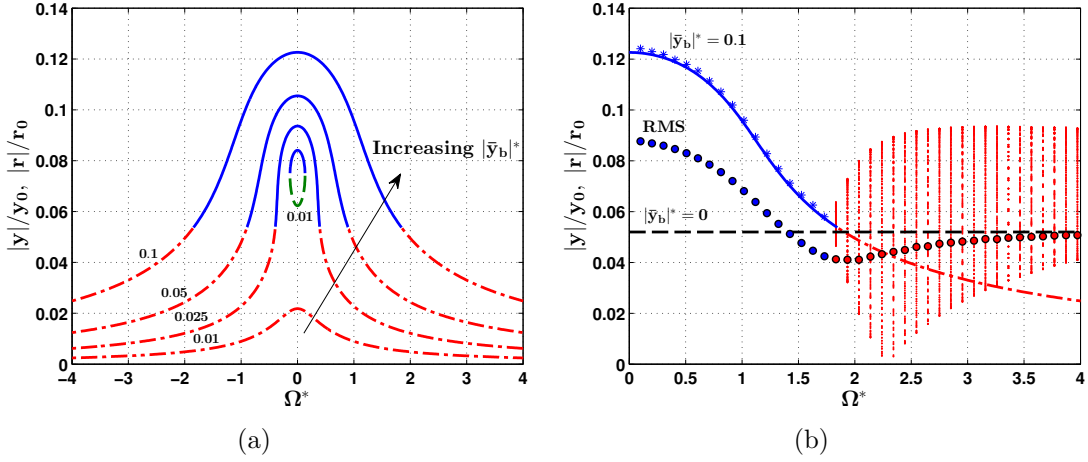 0.14
0.12
0.1
0.08
0.06
0.04
0.02
0
|y|/y₀, |r|/r₀
−4 −3 −2 −1 0 1 2 3 4
Ω*
Increasing |ȳ_b|*
0.01
0.1
0.05
0.025
0.01
(a)
0.14
0.12
0.1
0.08
0.06
0.04
0.02
0
|y|/y₀, |r|/r₀
0 0.5 1 1.5 2 2.5 3 3.5 4
Ω*
|ȳ_b|* = 0.1
RMS
|ȳ_b|* = 0
(b)